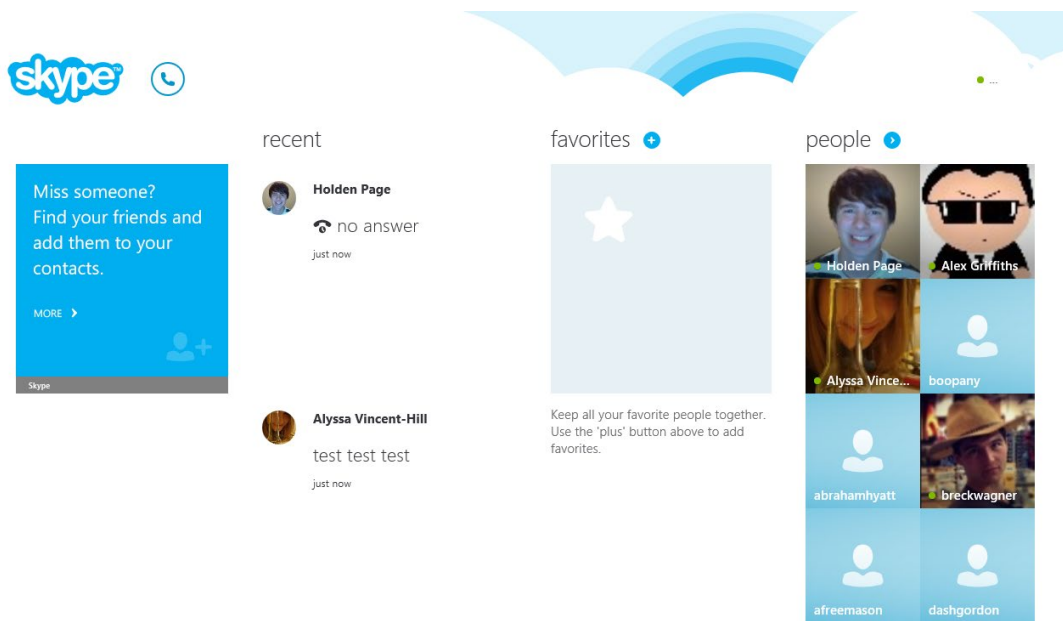 skype™
...
recent
favorites
people
Miss someone?
Find your friends and
add them to your
contacts.
MORE
Skype
Holden Page
no answer
just now
Alyssa Vincent-Hill
test test test
just now
Keep all your favorite people together.
Use the 'plus' button above to add
favorites.
Holden Page
Alex Griffiths
Alyssa Vince...
boopany
abrahamhyatt
breckwagner
afreemason
dashgordon